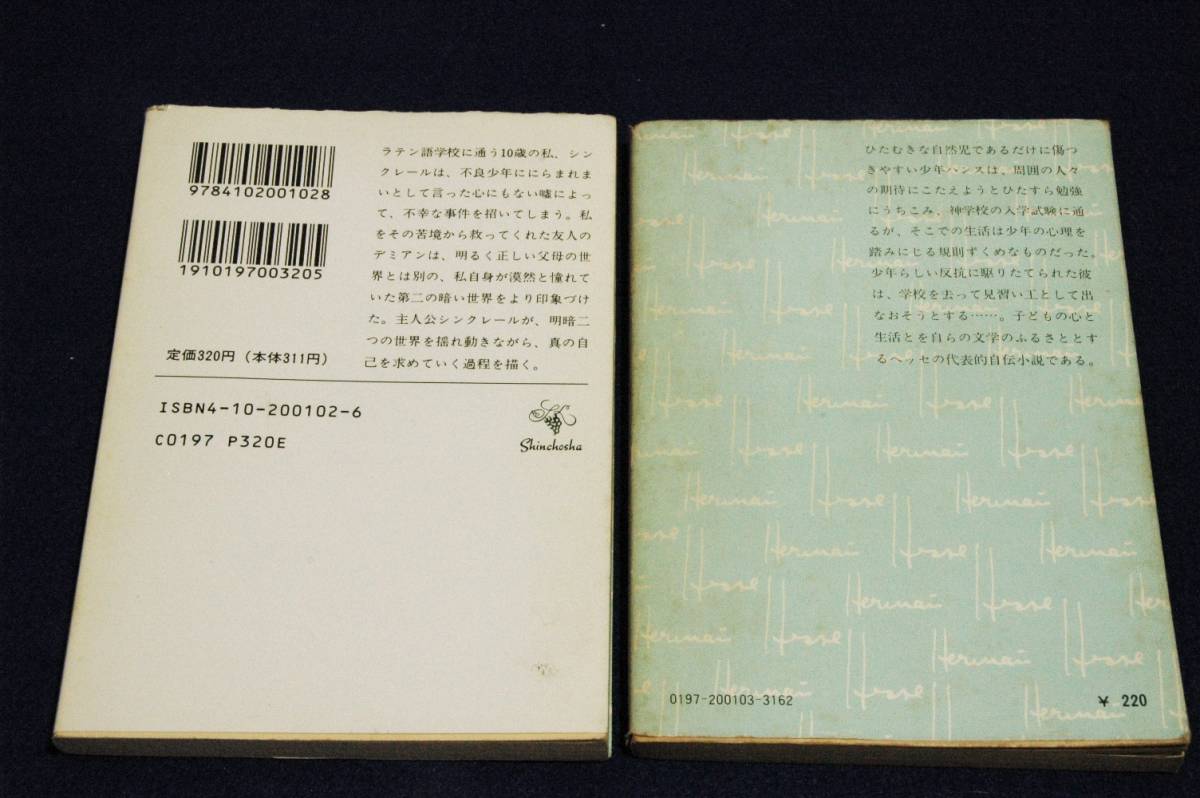 9784102001028
1910197003205
定価320円（本体311円）
ラテン語学校に通う10歳の私、シン
クレールは、不良少年ににらまれま
いとして言った心にもない嘘によっ
て、不幸な事件を招いてしまう。私
をその苦境から救ってくれた友人の
デミアンは、明るく正しい父母の世
界とは別の、私自身が漠然と憧れて
いた第二の暗い世界をより印象づけ
た。主人公シンクレールが、明暗二
つの世界を揺れ動きながら、真の自
己を求めていく過程を描く。
ISBN4-10-200102-6
C0197 P320E
Shinchosha
ひたむきな自然児であるだけに傷つ
きやすい少年ハンスは、周囲の人々
の期待にこたえようとひたすら勉強
にうちこみ、神学校の入学試験に通
るが、そこでの生活は少年の心理を
踏みにじる規則ずくめなものだった。
少年らしい反抗に駆りたてられた彼
は、学校を去って見習い工として出
なおそうとする……。子どもの心と
生活とを自らの文学のふるさととす
るヘッセの代表的自伝小説である。
0197-200103-3162
¥ 220